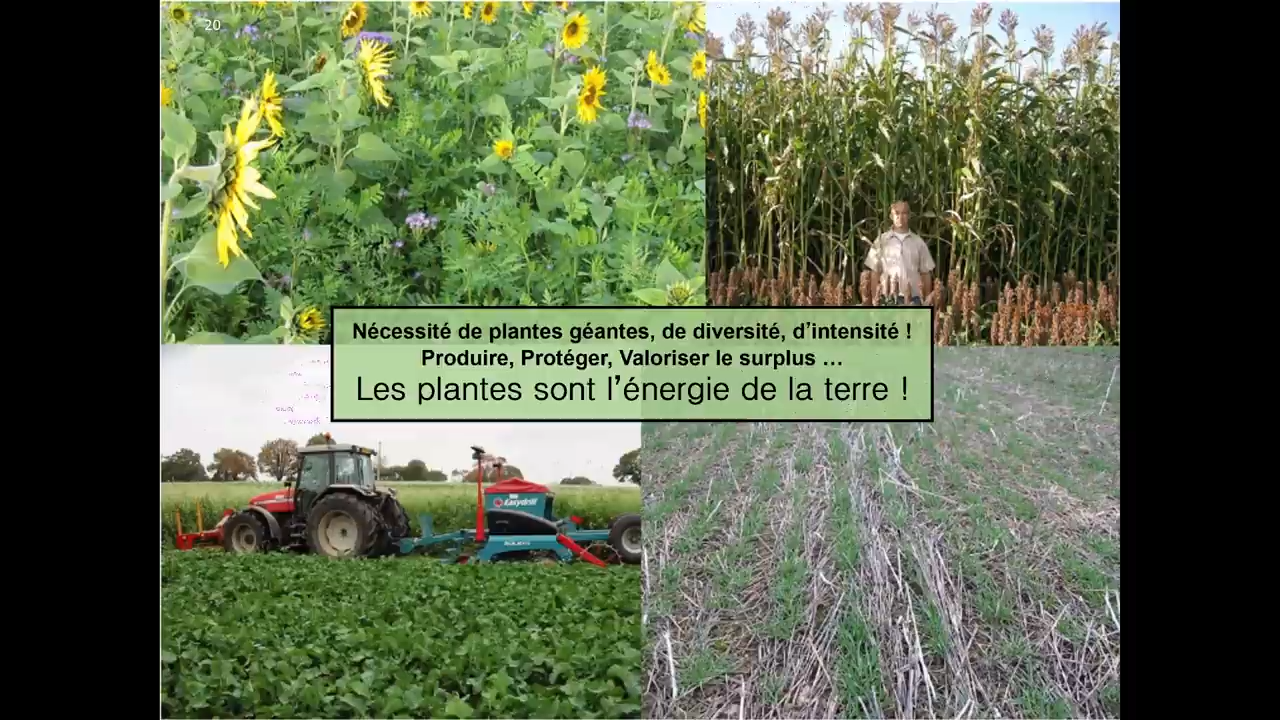 20
Nécessité de plantes géantes, de diversité, d'intensité !
Produire, Protéger, Valoriser le surplus …
Les plantes sont l'énergie de la terre !
Easydrill
SULKY